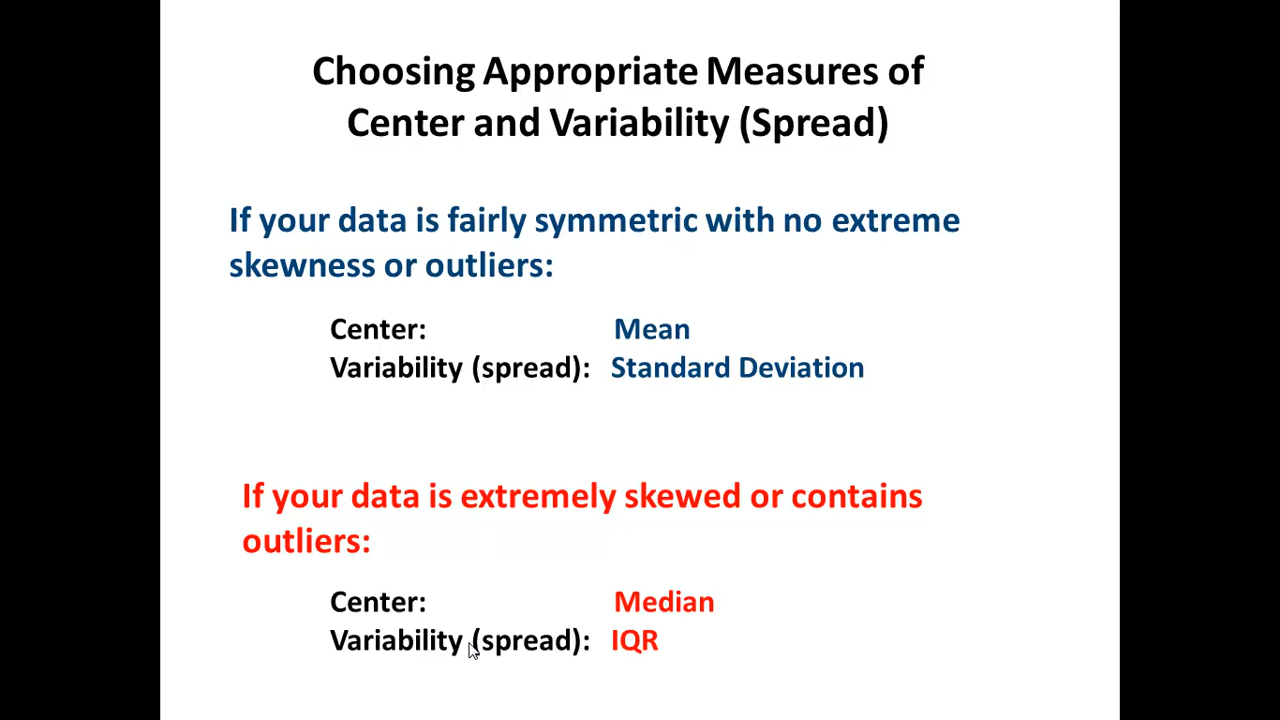 Choosing Appropriate Measures of
Center and Variability (Spread)
If your data is fairly symmetric with no extreme
skewness or outliers:
Center: Mean
Variability (spread): Standard Deviation
If your data is extremely skewed or contains
outliers:
Center: Median
Variability (spread): IQR